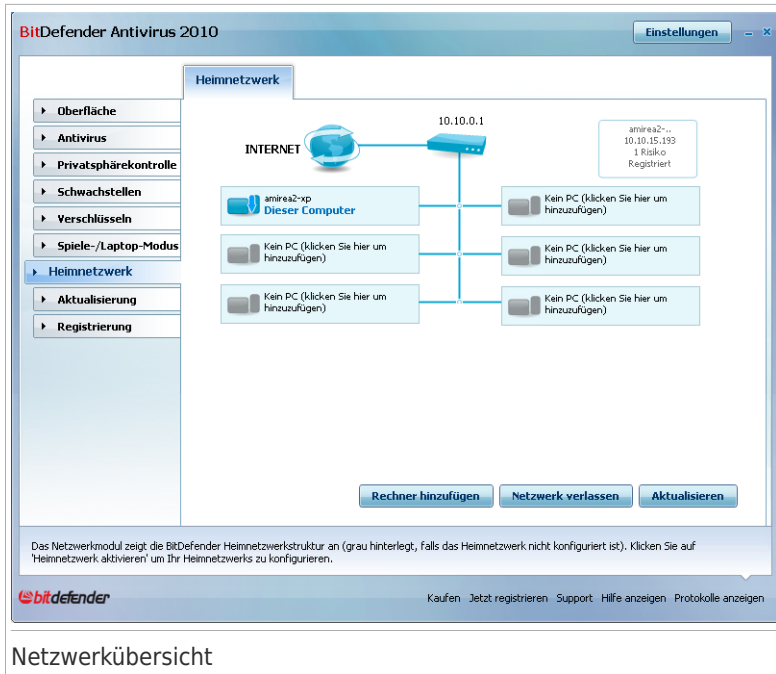 BitDefender Antivirus 2010
Einstellungen
Heimnetzwerk
Oberfläche
Antivirus
Privatsphärekontrolle
Schwachstellen
Verschlüsseln
Spiele-/Laptop-Modus
Heimnetzwerk
Aktualisierung
Registrierung
INTERNET
10.10.0.1
amirea2-..
10.10.15.193
1 Risiko
Registriert
amirea2-xp
Dieser Computer
Kein PC (klicken Sie hier um
hinzuzufügen)
Kein PC (klicken Sie hier um
hinzuzufügen)
Kein PC (klicken Sie hier um
hinzuzufügen)
Kein PC (klicken Sie hier um
hinzuzufügen)
Kein PC (klicken Sie hier um
hinzuzufügen)
Rechner hinzufügen
Netzwerk verlassen
Aktualisieren
Das Netzwerkmodul zeigt die BitDefender Heimnetzwerkstruktur an (grau hinterlegt, falls das Heimnetzwerk nicht konfiguriert ist). Klicken Sie auf
'Heimnetzwerk aktivieren' um Ihr Heimnetzwerks zu konfigurieren.
bitdefender
Kaufen Jetzt registrieren Support Hilfe anzeigen Protokolle anzeigen
Netzwerkübersicht